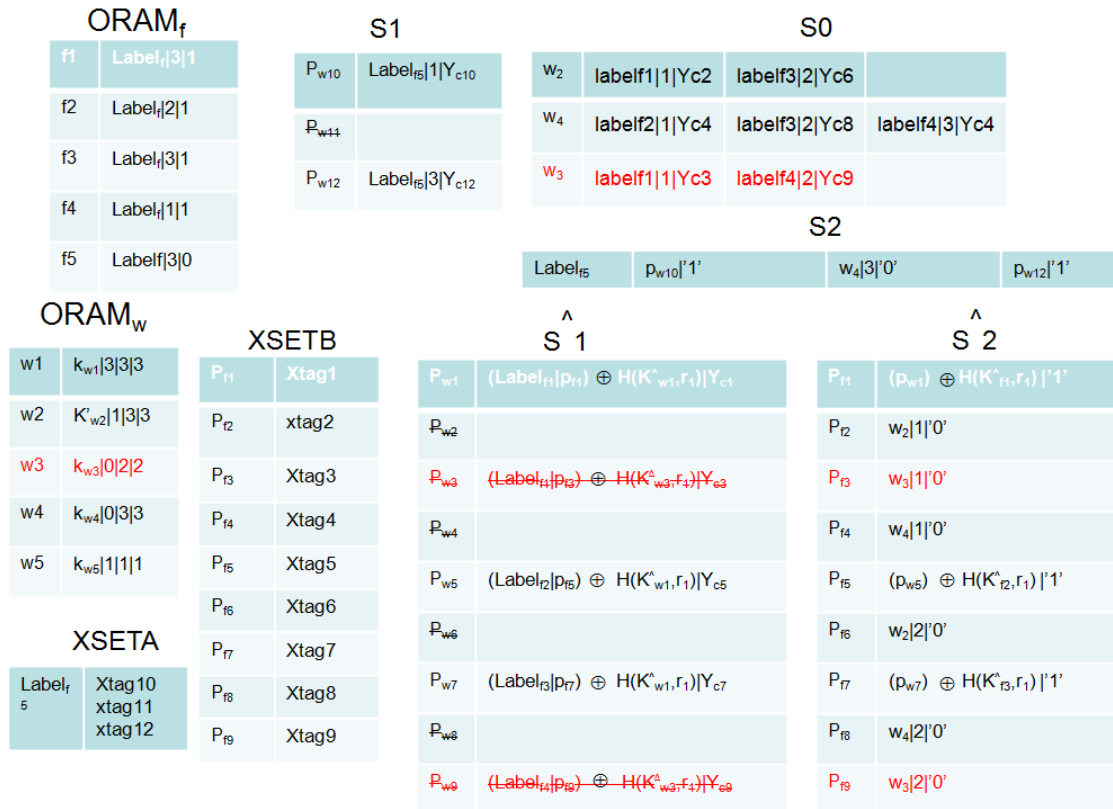 ORAMf
f1 Labelf|3|1
f2 Labelf|2|1
f3 Labelf|3|1
f4 Labelf|1|1
f5 Labelf|3|0
S1
Pw10 Labelf5|1|Yc10
Pw11
Pw12 Labelf5|3|Yc12
S0
w2 labelf1|1|Yc2 labelf3|2|Yc6
w4 labelf2|1|Yc4 labelf3|2|Yc8 labelf4|3|Yc4
w3 labelf1|1|Yc3 labelf4|2|Yc9
S2
Labelf5 pw10|'1' w4|3|'0' pw12|'1'
ORAMw
w1 kw1|3|3|3
w2 K'w2|1|3|3
w3 kw3|0|2|2
w4 kw4|0|3|3
w5 kw5|1|1|1
XSETA
Labelf
5
Xtag10
xtag11
xtag12
XSETB
Pf1 Xtag1
Pf2 xtag2
Pf3 Xtag3
Pf4 Xtag4
Pf5 Xtag5
Pf6 Xtag6
Pf7 Xtag7
Pf8 Xtag8
Pf9 Xtag9
^
S 1
Pw1 (Labelf1|pf1) ⊕ H(K^w1,r1)|Yc1
Pw2
Pw3 (Labelf4|pf3) ⊕ H(K^w3,r1)|Yc3
Pw4
Pw5 (Labelf2|pf5) ⊕ H(K^w1,r1)|Yc5
Pw6
Pw7 (Labelf3|pf7) ⊕ H(K^w1,r1)|Yc7
Pw8
Pw9 (Labelf4|pf9) ⊕ H(K^w3,r1)|Yc9
^
S 2
Pf1 (pw1) ⊕ H(K^f1,r1) |'1'
Pf2 w2|1|'0'
Pf3 w3|1|'0'
Pf4 w4|1|'0'
Pf5 (pw5) ⊕ H(K^f2,r1) |'1'
Pf6 w2|2|'0'
Pf7 (pw7) ⊕ H(K^f3,r1) |'1'
Pf8 w4|2|'0'
Pf9 w3|2|'0'